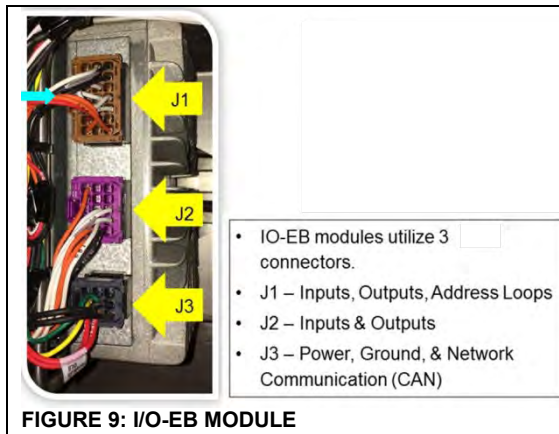 J1
J2
J3
• IO-EB modules utilize 3
connectors.
• J1 – Inputs, Outputs, Address Loops
• J2 – Inputs & Outputs
• J3 – Power, Ground, & Network
Communication (CAN)
FIGURE 9: I/O-EB MODULE